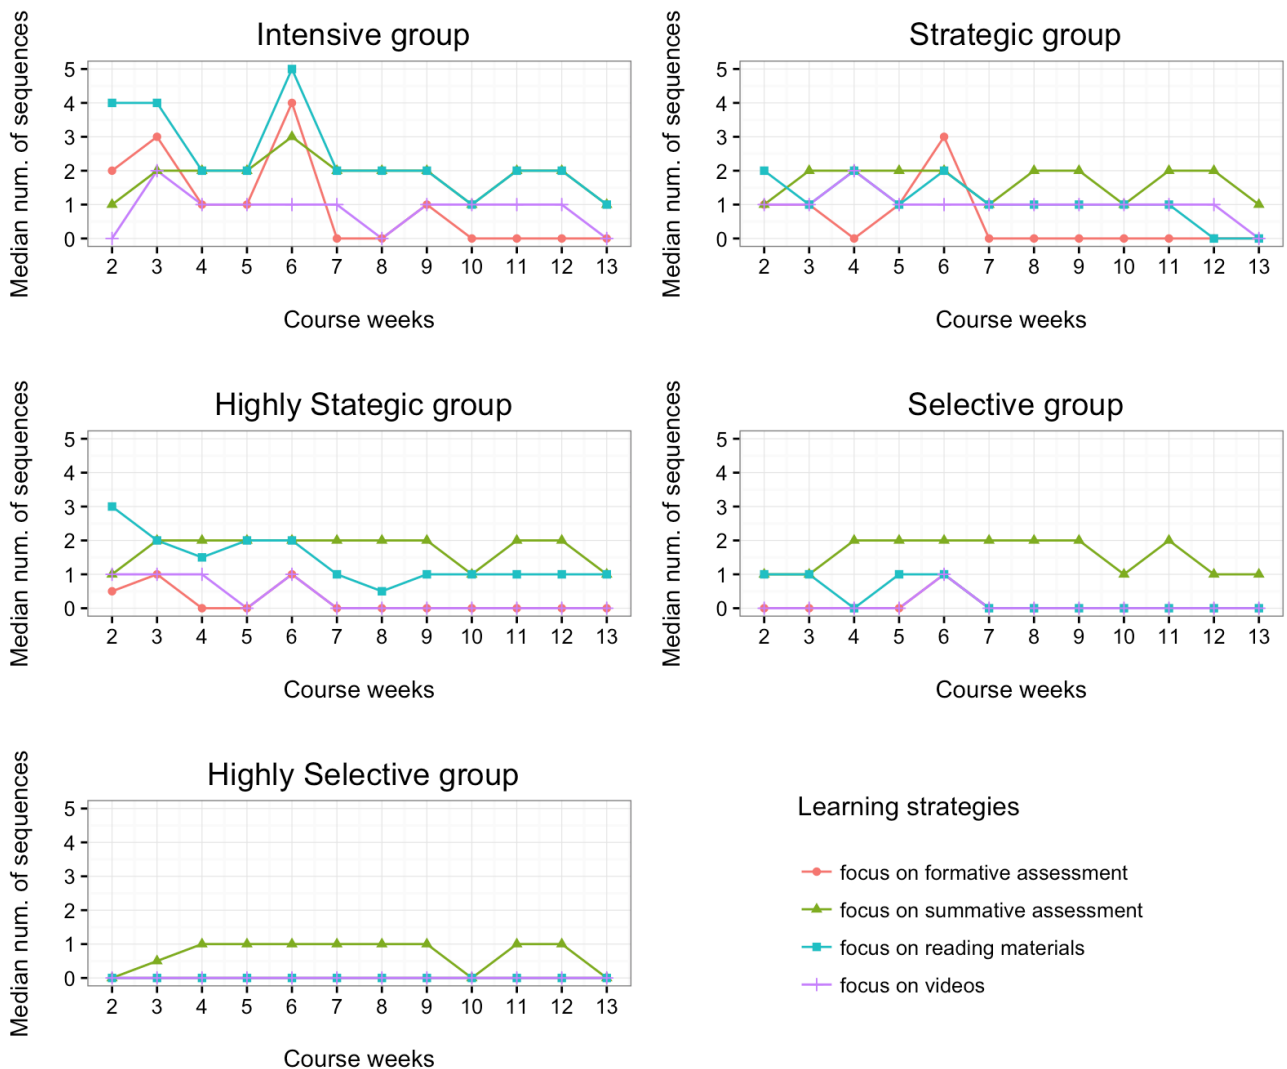 Intensive group
Median num. of sequences
5
4
3
2
1
0
2 3 4 5 6 7 8 9 10 11 12 13
Course weeks
Strategic group
Median num. of sequences
5
4
3
2
1
0
2 3 4 5 6 7 8 9 10 11 12 13
Course weeks
Highly Stategic group
Median num. of sequences
5
4
3
2
1
0
2 3 4 5 6 7 8 9 10 11 12 13
Course weeks
Selective group
Median num. of sequences
5
4
3
2
1
0
2 3 4 5 6 7 8 9 10 11 12 13
Course weeks
Highly Selective group
Median num. of sequences
5
4
3
2
1
0
2 3 4 5 6 7 8 9 10 11 12 13
Course weeks
Learning strategies
focus on formative assessment
focus on summative assessment
focus on reading materials
focus on videos